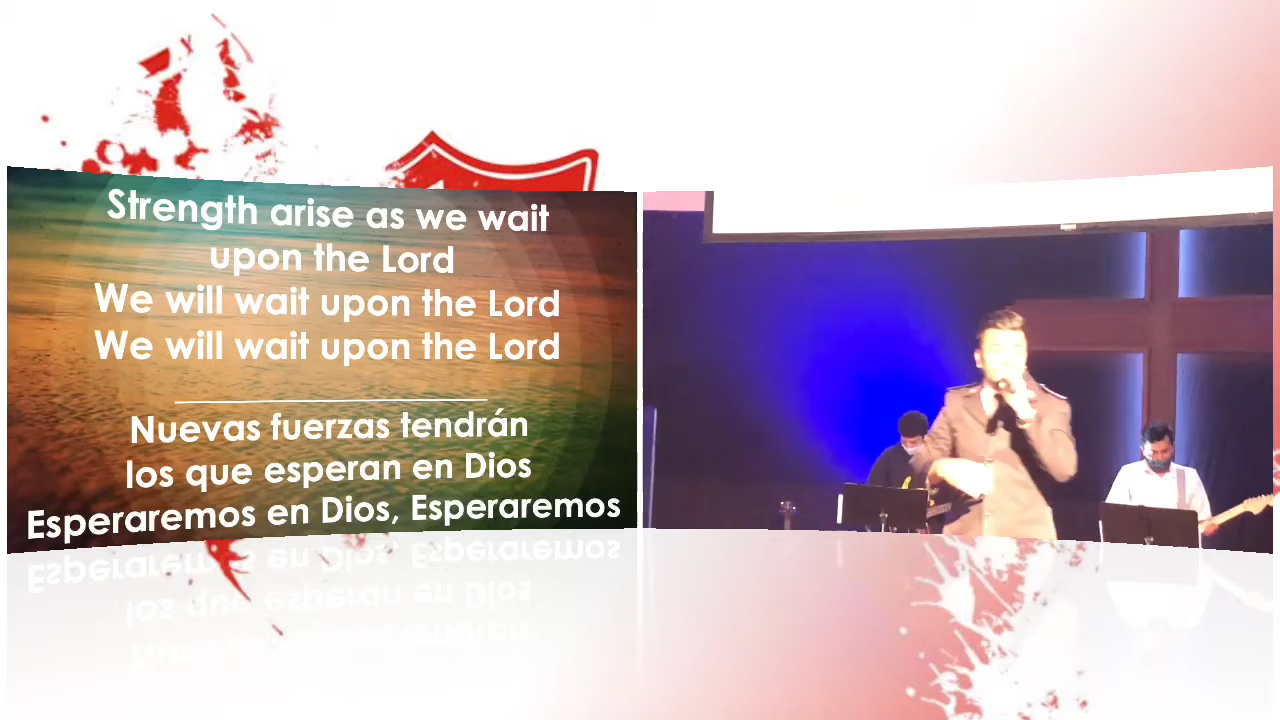 Strength arise as we wait
upon the Lord
We will wait upon the Lord
We will wait upon the Lord
Nuevas fuerzas tendrán
los que esperan en Dios
Esperaremos en Dios, Esperaremos